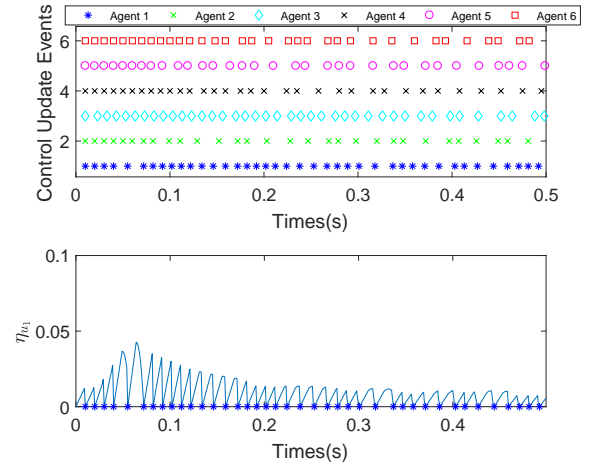 Agent 1 Agent 2 Agent 3 Agent 4 Agent 5 Agent 6
Control Update Events
6
4
2
0 0.1 0.2 0.3 0.4 0.5
Times(s)
η_{u_1}
0.1
0.05
0
0 0.1 0.2 0.3 0.4
Times(s)